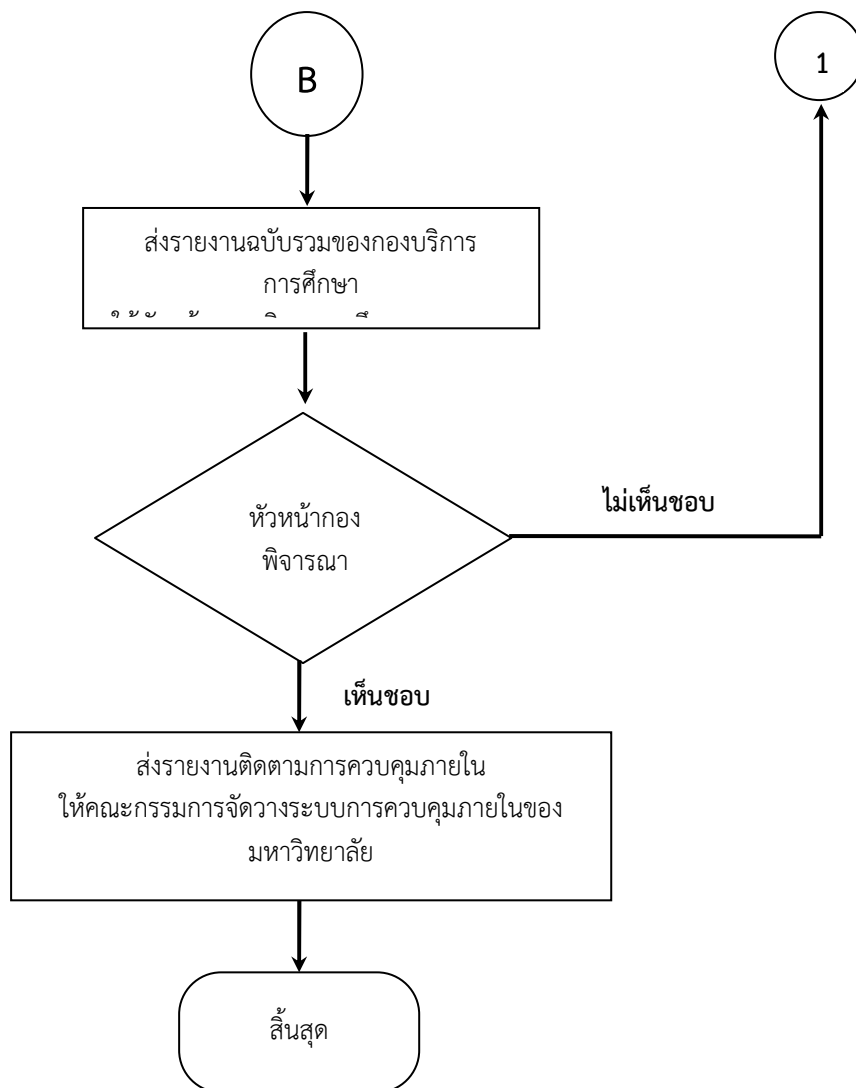 B
1
ส่งรายงานฉบับรวมของกองบริการ
การศึกษา
หัวหน้ากอง
พิจารณา
ไม่เห็นชอบ
เห็นชอบ
ส่งรายงานติดตามการควบคุมภายใน
ให้คณะกรรมการจัดวางระบบการควบคุมภายในของ
มหาวิทยาลัย
สิ้นสุด